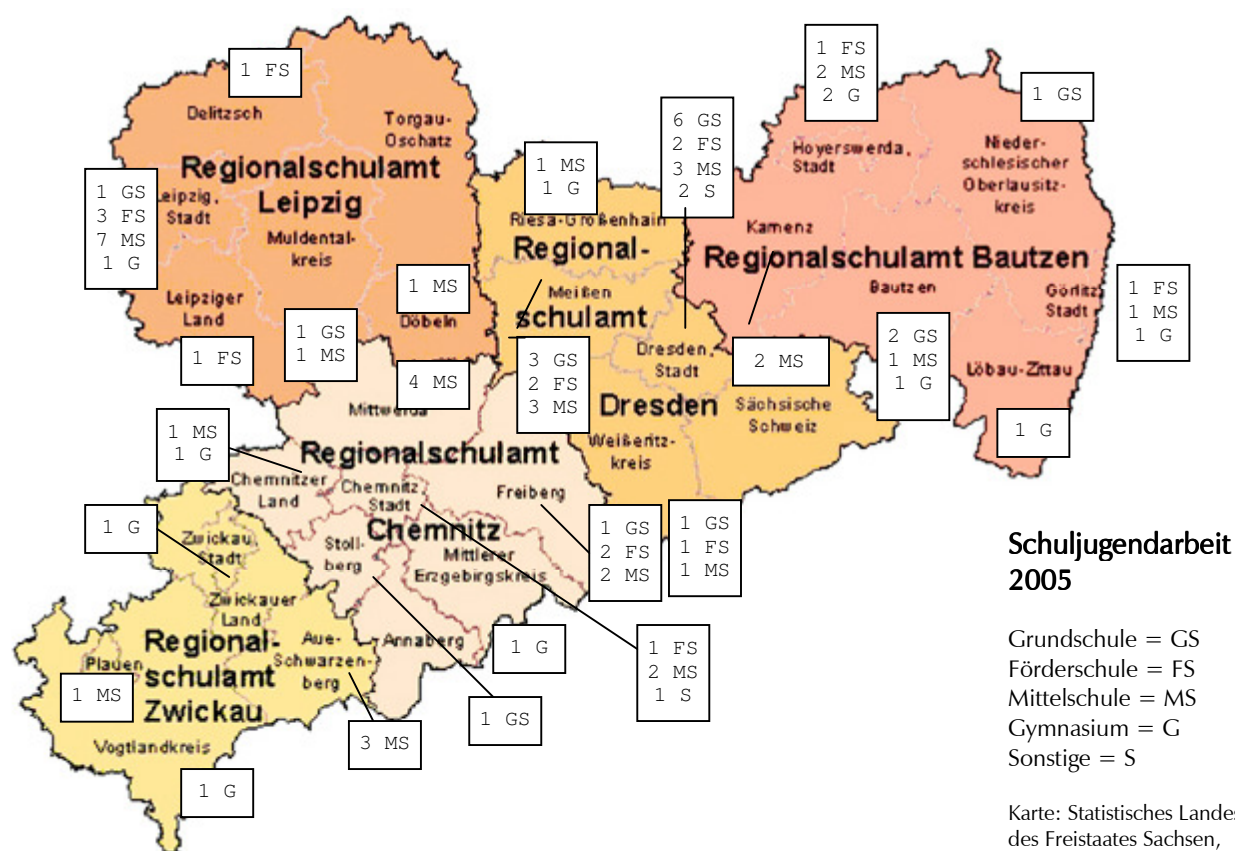 1 FS
Delitzsch
Torgau-
Oschatz
Regionalschulamt
Leipzig
1 GS
3 FS
7 MS
1 G
Leipzig,
Stadt
Muldental-
kreis
Leipziger
Land
1 MS
Döbeln
1 GS
1 MS
1 FS
4 MS
1 MS
1 G
Riesa-Großenhain
Regional-
Meißen
schulamt
Dresden,
Stadt
Dresden
Sächsische
Schweiz
Weißeritz-
kreis
6 GS
2 FS
3 MS
2 S
3 GS
2 FS
3 MS
1 FS
2 MS
2 G
1 GS
Hoyerswerda,
Stadt
Nieder-
schlesischer
Oberlausitz-
kreis
Kamenz
Regionalschulamt Bautzen
Bautzen
Görlitz,
Stadt
1 FS
1 MS
1 G
2 MS
2 GS
1 MS
1 G
Löbau-Zittau
1 G
Mittweida
1 MS
1 G
Regionalschulamt
Chemnitzer
Land
Chemnitz
Stadt
Freiberg
Chemnitz
Stoll-
berg
Mittlerer
Erzgebirgskreis
Annaberg
1 GS
2 FS
2 MS
1 GS
1 FS
1 MS
1 G
1 FS
2 MS
1 S
1 GS
1 G
Zwickau,
Stadt
Zwickauer
Land
Regional-
schulamt
Zwickau
Aue-
Schwarzen-
berg
Plauen
1 MS
3 MS
Vogtlandkreis
1 G
Schuljugendarbeit
2005
Grundschule = GS
Förderschule = FS
Mittelschule = MS
Gymnasium = G
Sonstige = S
Karte: Statistisches Landes
des Freistaates Sachsen,